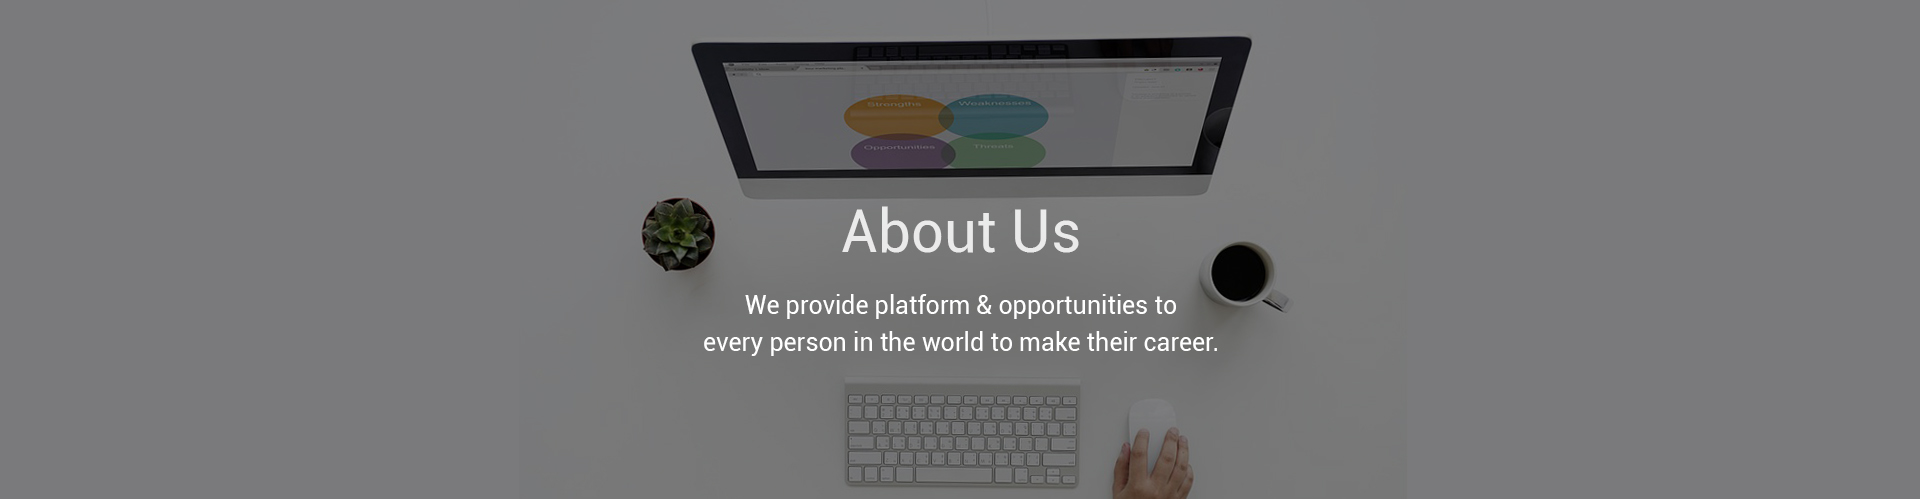 Strengths
Weaknesses
Opportunities
Threats
About Us
We provide platform & opportunities to
every person in the world to make their career.